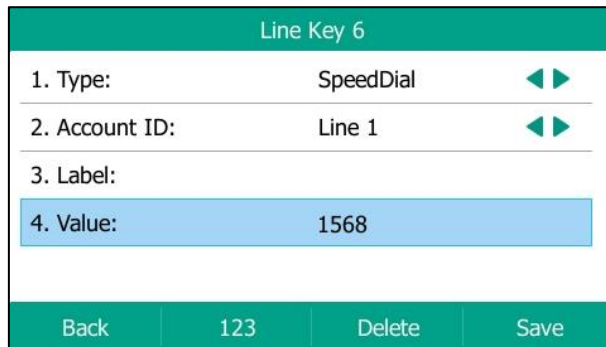 Line Key 6
1. Type: SpeedDial
2. Account ID: Line 1
3. Label:
4. Value: 1568
Back 123 Delete Save